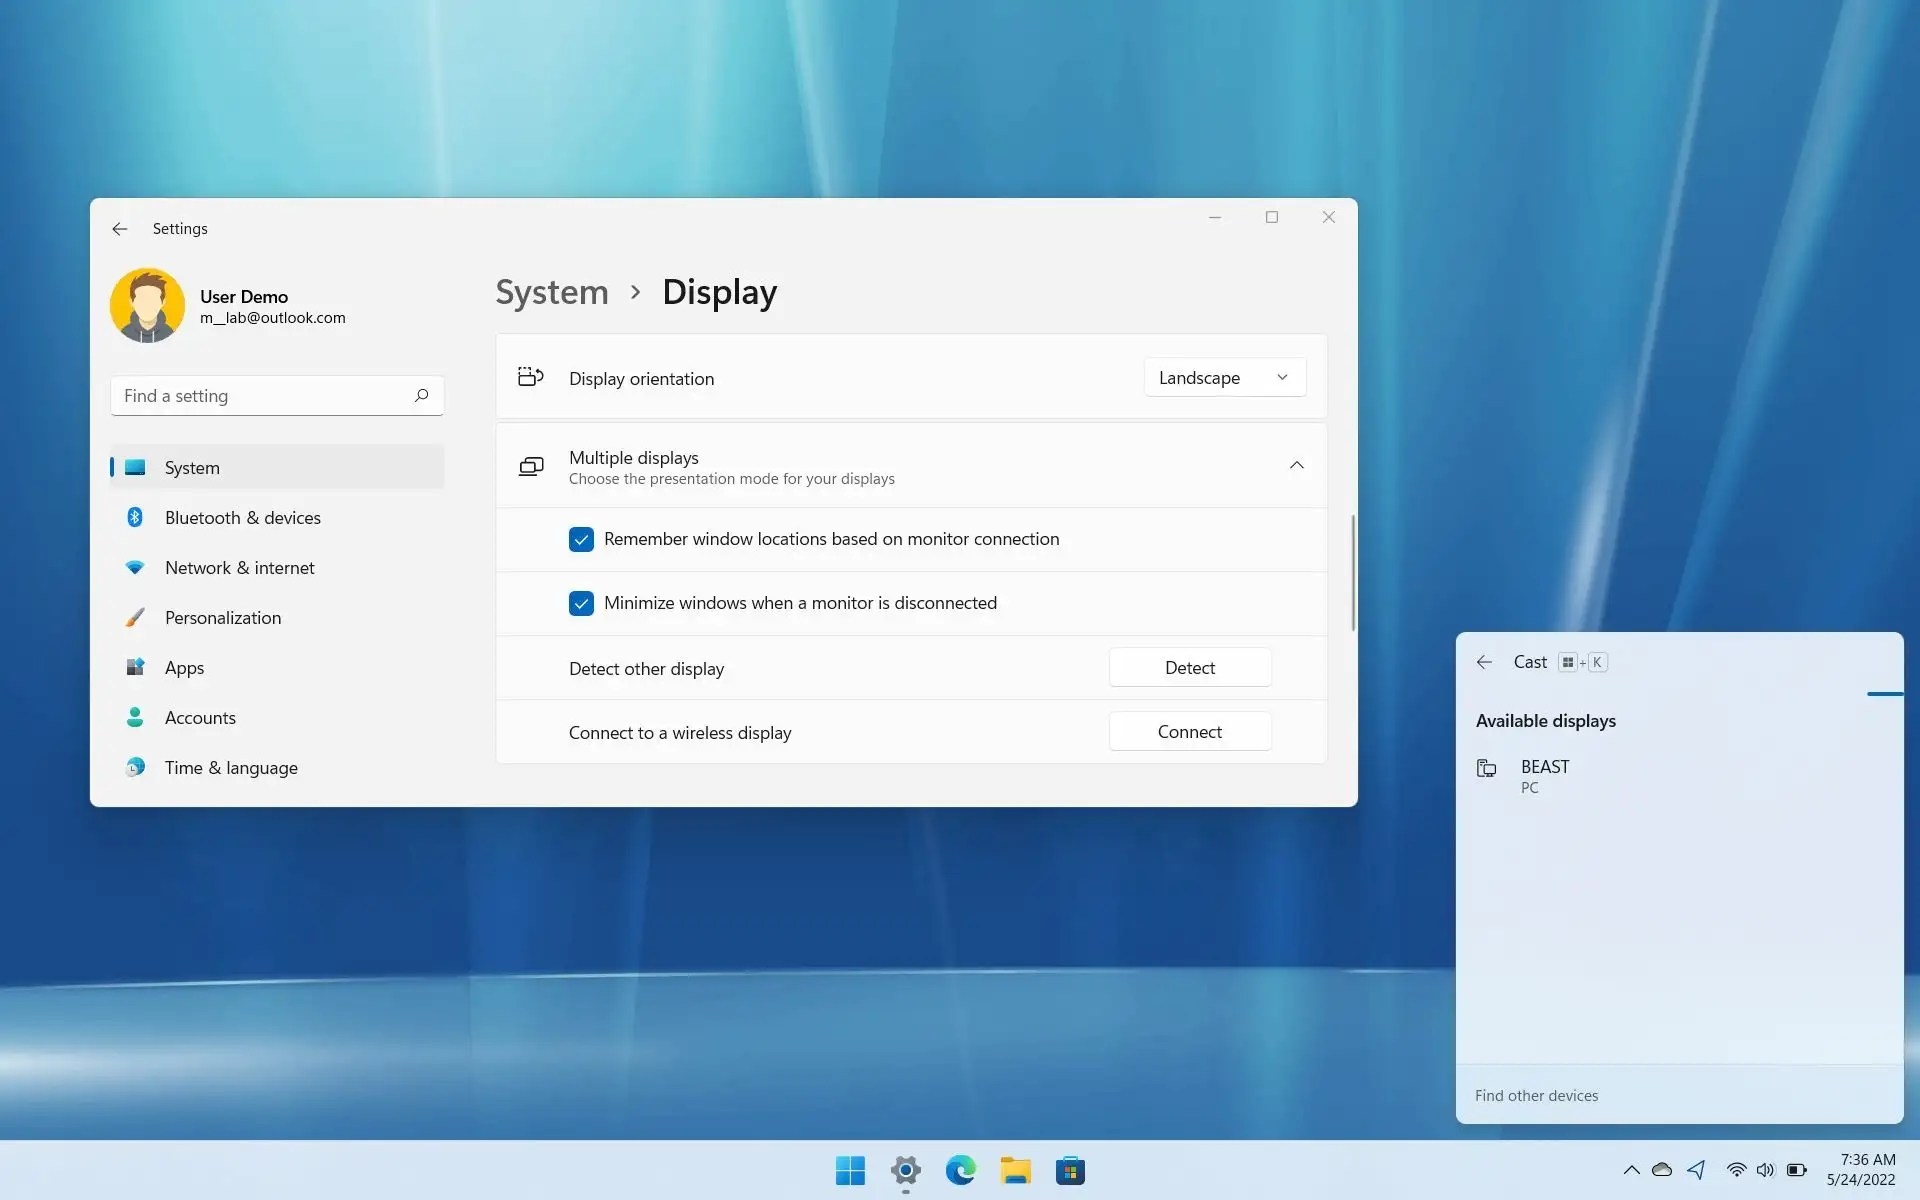 Settings
User Demo
m__lab@outlook.com
Find a setting
System
Bluetooth & devices
Network & internet
Personalization
Apps
Accounts
Time & language
System > Display
Display orientation
Landscape
Multiple displays
Choose the presentation mode for your displays
Remember window locations based on monitor connection
Minimize windows when a monitor is disconnected
Detect other display
Detect
Connect to a wireless display
Connect
Cast + K
Available displays
BEAST
PC
Find other devices
7:36 AM
5/24/2022